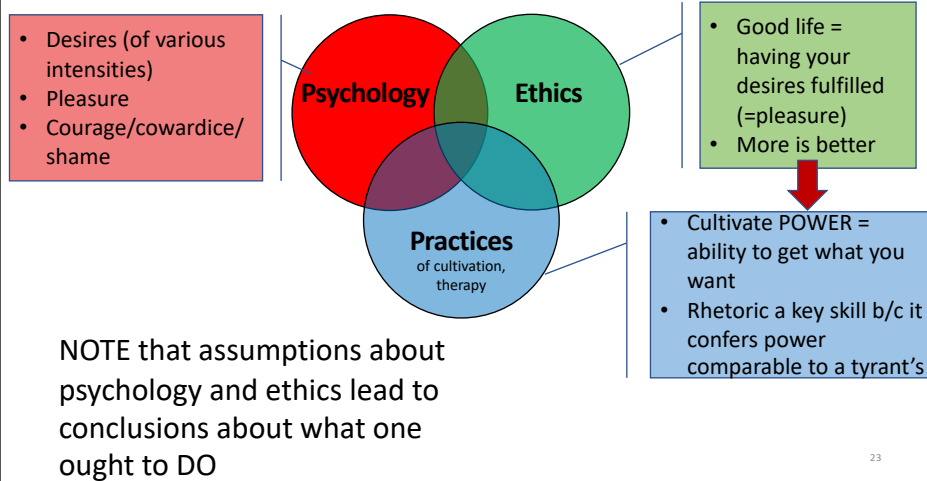 • Desires (of various
intensities)
• Pleasure
• Courage/cowardice/
shame
Psychology
Ethics
• Good life =
having your
desires fulfilled
(=pleasure)
• More is better
Practices
of cultivation,
therapy
• Cultivate POWER =
ability to get what you
want
• Rhetoric a key skill b/c it
confers power
comparable to a tyrant's
NOTE that assumptions about
psychology and ethics lead to
conclusions about what one
ought to DO
23